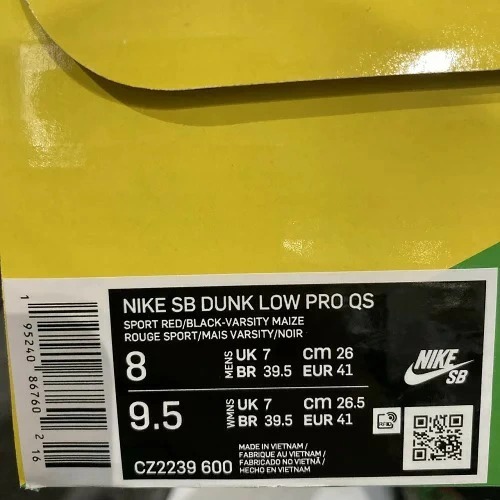 NIKE SB DUNK LOW PRO QS
SPORT RED/BLACK-VARSITY MAIZE
ROUGE SPORT/MAIS VARSITY/NOIR
8 MENS UK 7 cm 26
BR 39.5 EUR 41
9.5 WMNS UK 7 cm 26.5
BR 39.5 EUR 41
NIKE
SB
RFID
CZ2239 600
MADE IN VIETNAM /
FABRIQUE AU VIETNAM /
FABRICADO NO VIETNÃ /
HECHO EN VIETNAM
1 95240 86760 2 16